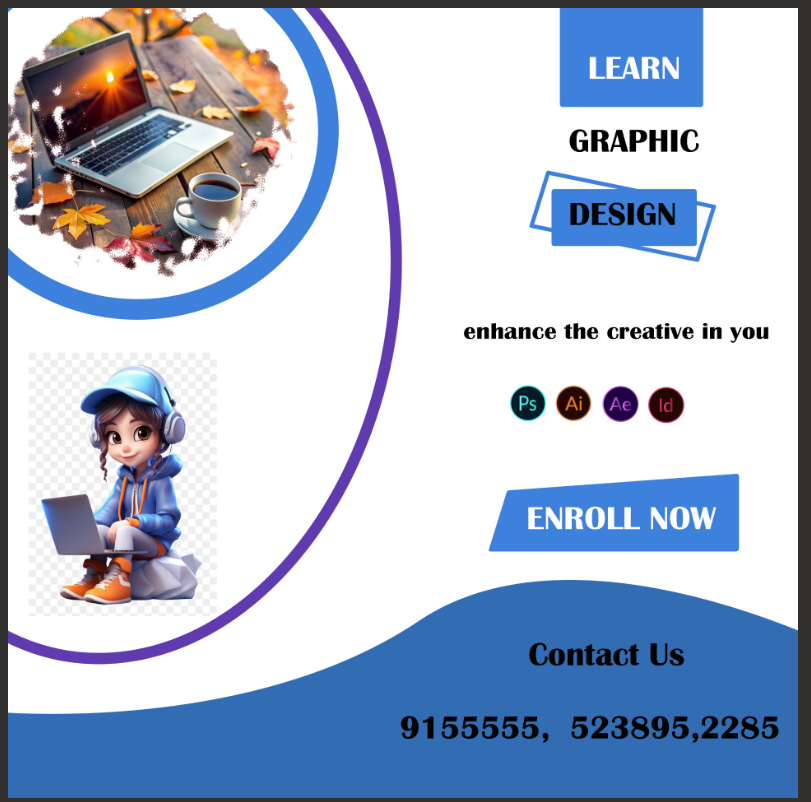 LEARN
GRAPHIC
DESIGN
enhance the creative in you
Ps Ai Ae Id
ENROLL NOW
Contact Us
9155555, 523895,2285